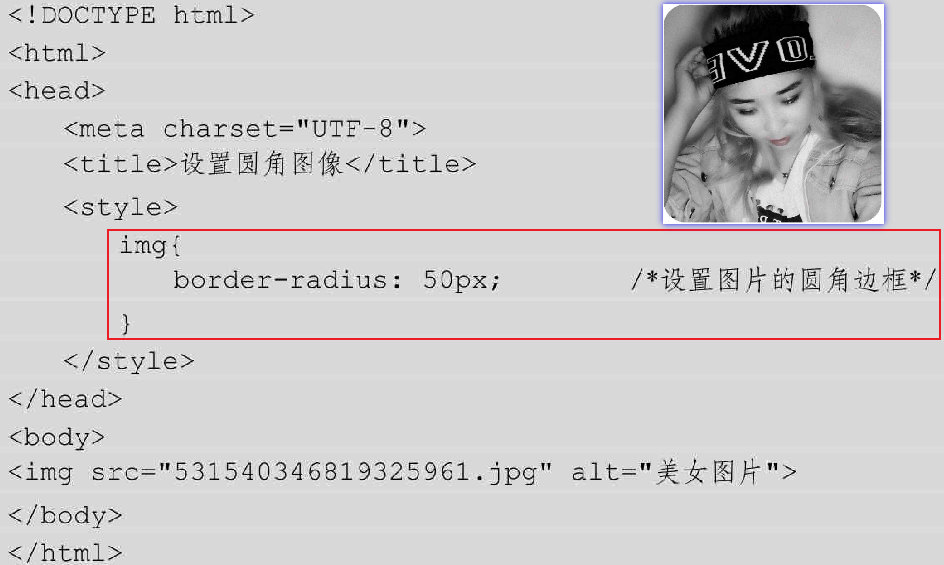 <!DOCTYPE html>
<html>
<head>
<meta charset="UTF-8">
<title>设置圆角图像</title>
<style>
img{
border-radius: 50px; /*设置图片的圆角边框*/
}
</style>
</head>
<body>
<img src="531540346819325961.jpg" alt="美女图片">
</body>
</html>